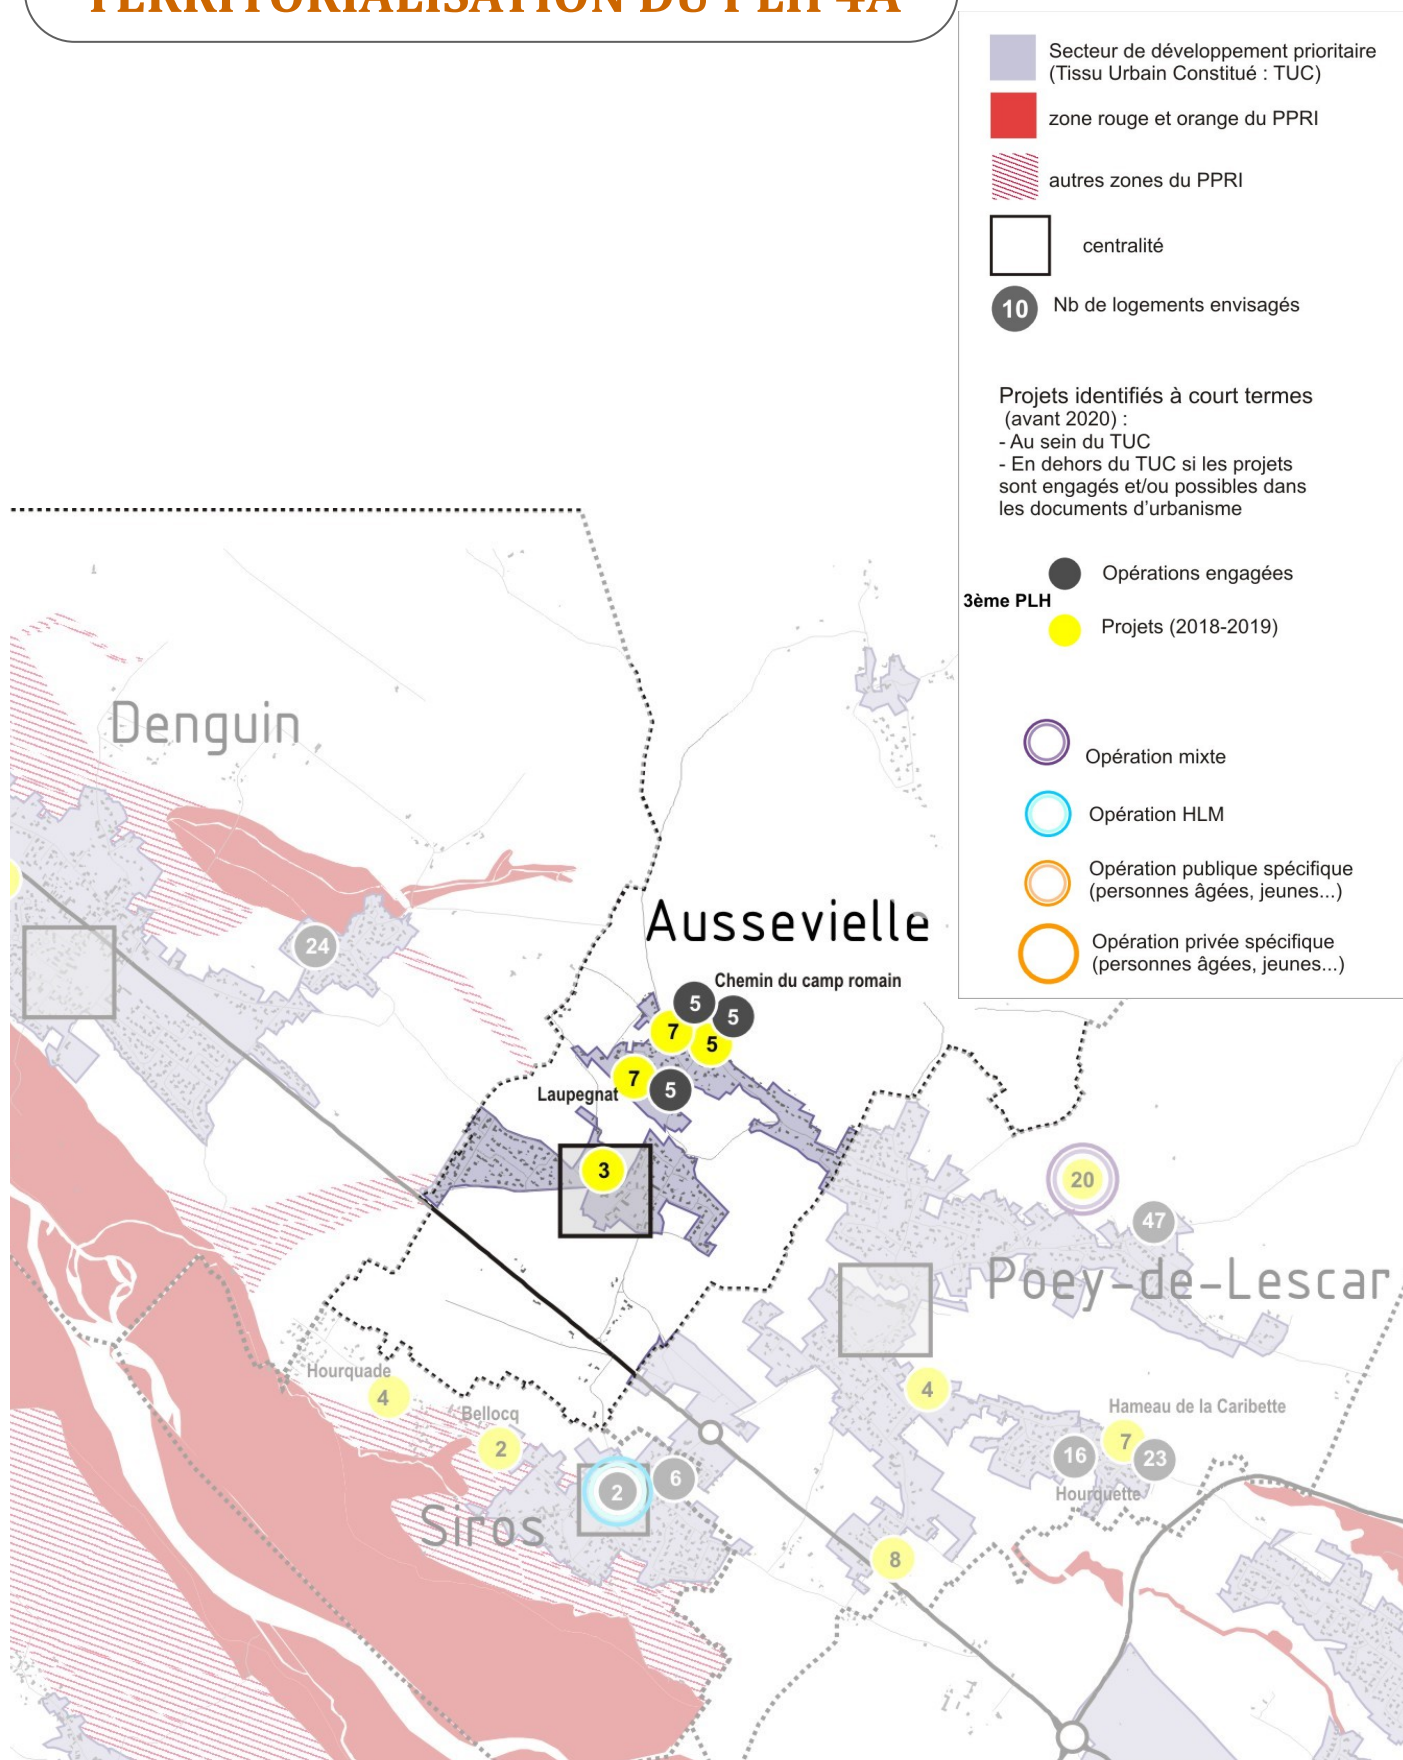 TERRITORIALISATION DU PLH 4A
Secteur de développement prioritaire
(Tissu Urbain Constitué : TUC)
zone rouge et orange du PPRI
autres zones du PPRI
centralité
10
Nb de logements envisagés
Projets identifiés à court termes
(avant 2020) :
- Au sein du TUC
- En dehors du TUC si les projets
sont engagés et/ou possibles dans
les documents d'urbanisme
Opérations engagées
3ème PLH
Projets (2018-2019)
Opération mixte
Opération HLM
Opération publique spécifique
(personnes âgées, jeunes...)
Opération privée spécifique
(personnes âgées, jeunes...)
Denguin
24
Aussevielle
Chemin du camp romain
5
5
7
5
7
5
Laupegnat
3
20
47
Poey-de-Lescar
Hourquade
4
Bellocq
2
4
Hameau de la Caribette
7
16
23
Hourquette
6
2
Siros
8